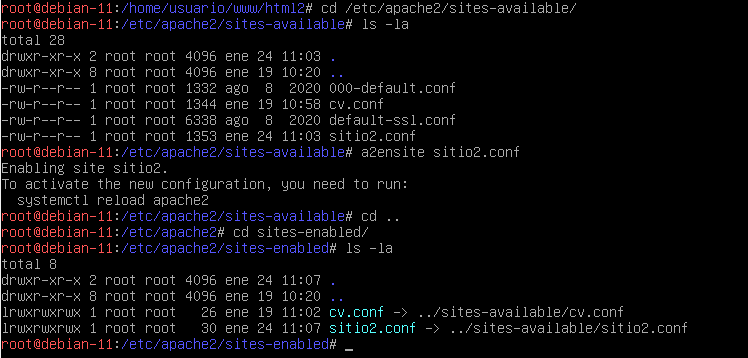 root@debian-11:/home/usuario/www/html2# cd /etc/apache2/sites-available/
root@debian-11:/etc/apache2/sites-available# ls -la
total 28
drwxr-xr-x 2 root root 4096 ene 24 11:03 .
drwxr-xr-x 8 root root 4096 ene 19 10:20 ..
-rw-r--r-- 1 root root 1332 ago  8  2020 000-default.conf
-rw-r--r-- 1 root root 1344 ene 19 10:58 cv.conf
-rw-r--r-- 1 root root 6338 ago  8  2020 default-ssl.conf
-rw-r--r-- 1 root root 1353 ene 24 11:03 sitio2.conf
root@debian-11:/etc/apache2/sites-available# a2ensite sitio2.conf
Enabling site sitio2.
To activate the new configuration, you need to run:
  systemctl reload apache2
root@debian-11:/etc/apache2/sites-available# cd ..
root@debian-11:/etc/apache2# cd sites-enabled/
root@debian-11:/etc/apache2/sites-enabled# ls -la
total 8
drwxr-xr-x 2 root root 4096 ene 24 11:07 .
drwxr-xr-x 8 root root 4096 ene 19 10:20 ..
lrwxrwxrwx 1 root root   26 ene 19 11:02 cv.conf -> ../sites-available/cv.conf
lrwxrwxrwx 1 root root   30 ene 24 11:07 sitio2.conf -> ../sites-available/sitio2.conf
root@debian-11:/etc/apache2/sites-enabled# _